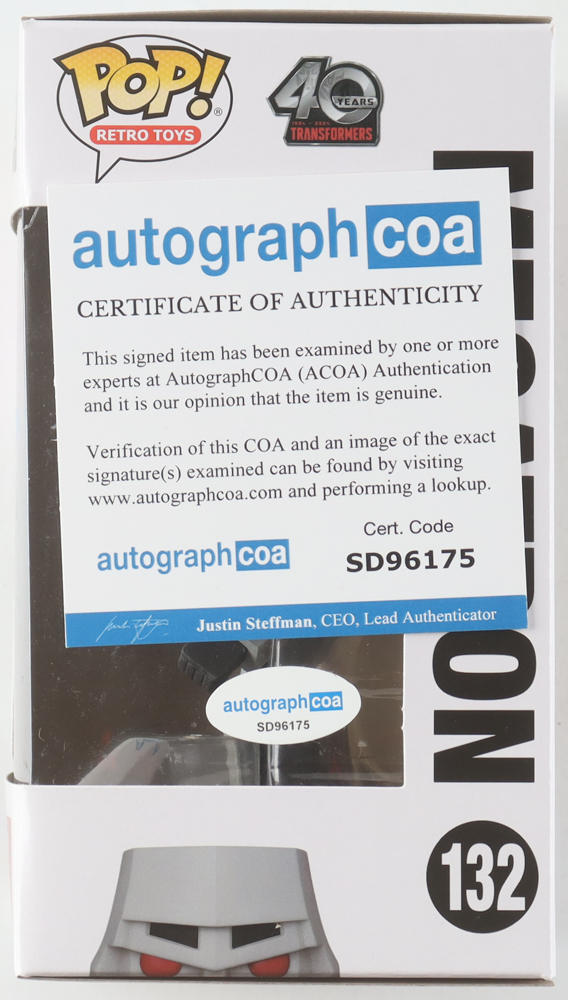 POP!®
RETRO TOYS
40
YEARS
TRANSFORMERS
autographcoa
CERTIFICATE OF AUTHENTICITY
This signed item has been examined by one or more
experts at AutographCOA (ACOA) Authentication
and it is our opinion that the item is genuine.
Verification of this COA and an image of the exact
signature(s) examined can be found by visiting
www.autographcoa.com and performing a lookup.
autographcoa
Cert. Code
SD96175
Justin Steffman, CEO, Lead Authenticator
autographcoa
SD96175
132